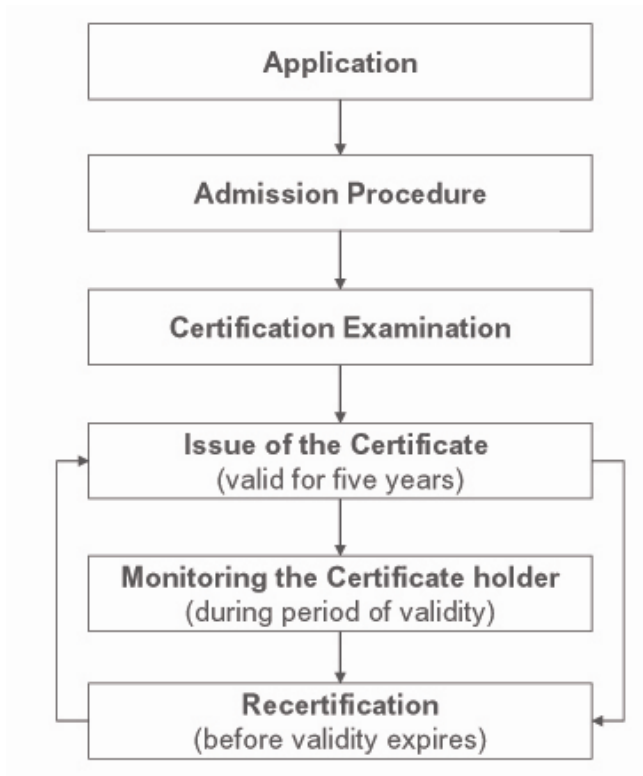 Application
Admission Procedure
Certification Examination
Issue of the Certificate
(valid for five years)
Monitoring the Certificate holder
(during period of validity)
Recertification
(before validity expires)